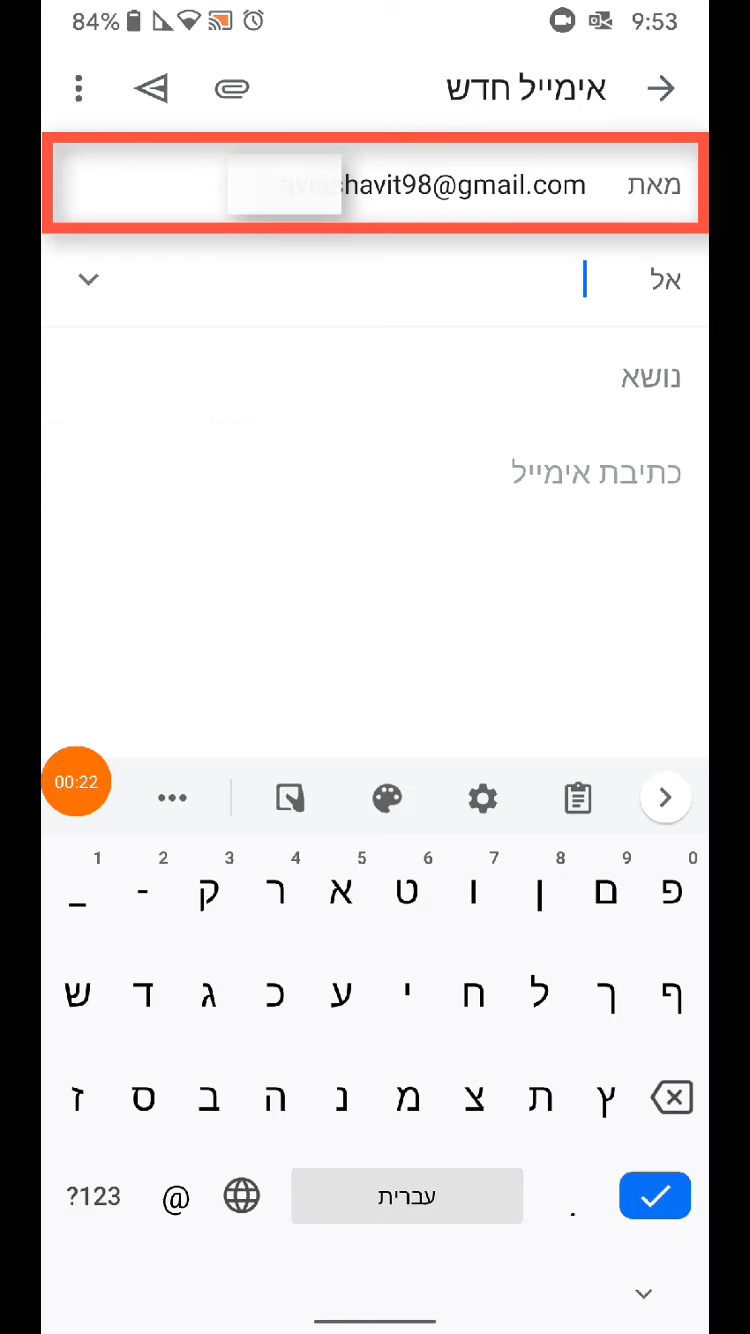 84% 9:53
אימייל חדש
מאת havit98@gmail.com
אל
נושא
כתיבת אימייל
00:22
1 2 3 4 5 6 7 8 9 0
_ - ק ר א ט ו ן ם פ
ש ד ג כ ע י ח ל ך ף
ז ס ב ה נ מ צ ת ץ
?123 @ עברית .